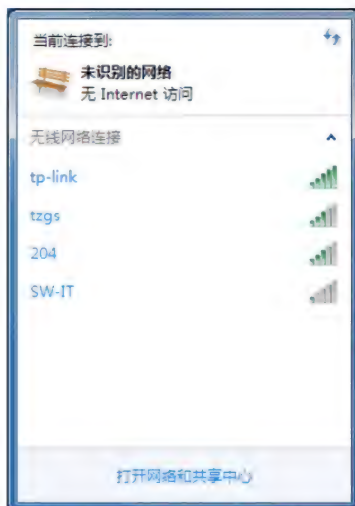 当前连接到:
未识别的网络
无 Internet 访问
无线网络连接
tp-link
tzgs
204
SW-IT
打开网络和共享中心